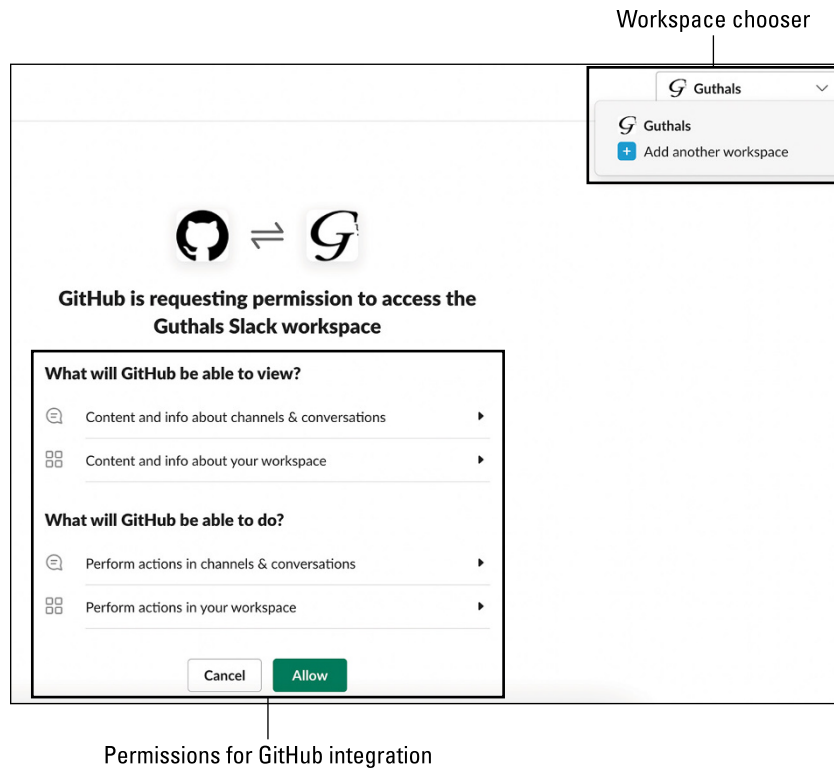 Workspace chooser
Guthals
Guthals
Add another workspace
GitHub is requesting permission to access the
Guthals Slack workspace
What will GitHub be able to view?
Content and info about channels & conversations
Content and info about your workspace
What will GitHub be able to do?
Perform actions in channels & conversations
Perform actions in your workspace
Cancel Allow
Permissions for GitHub integration